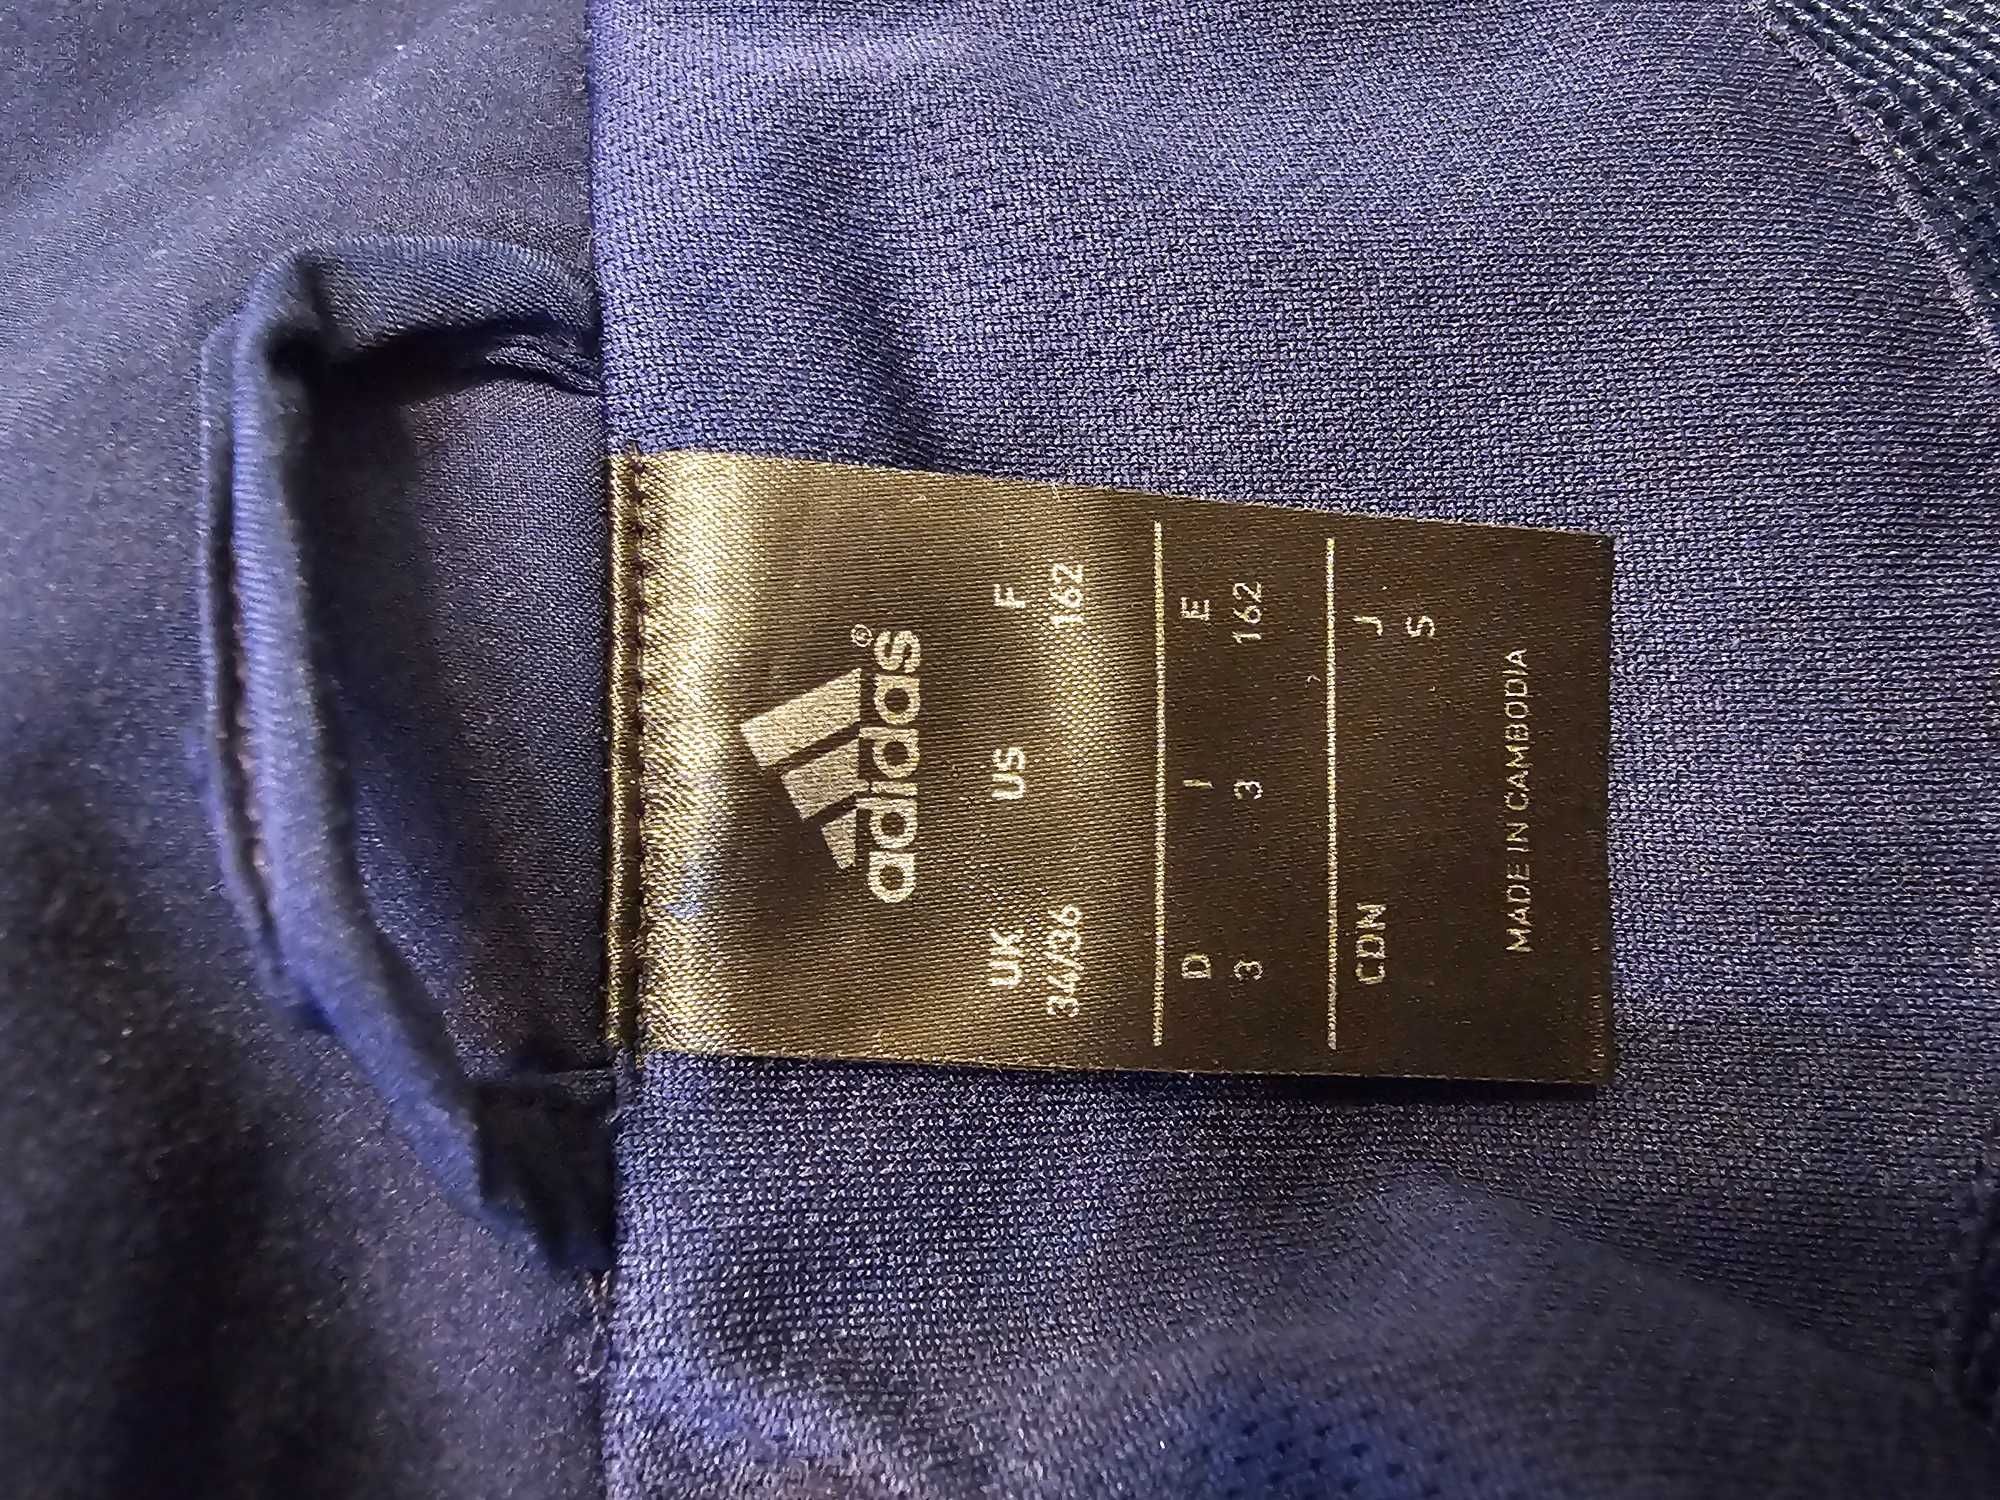 adidas®
UK US F
34/36 162
D I E
3 3 162
CDN J
S
MADE IN CAMBODIA